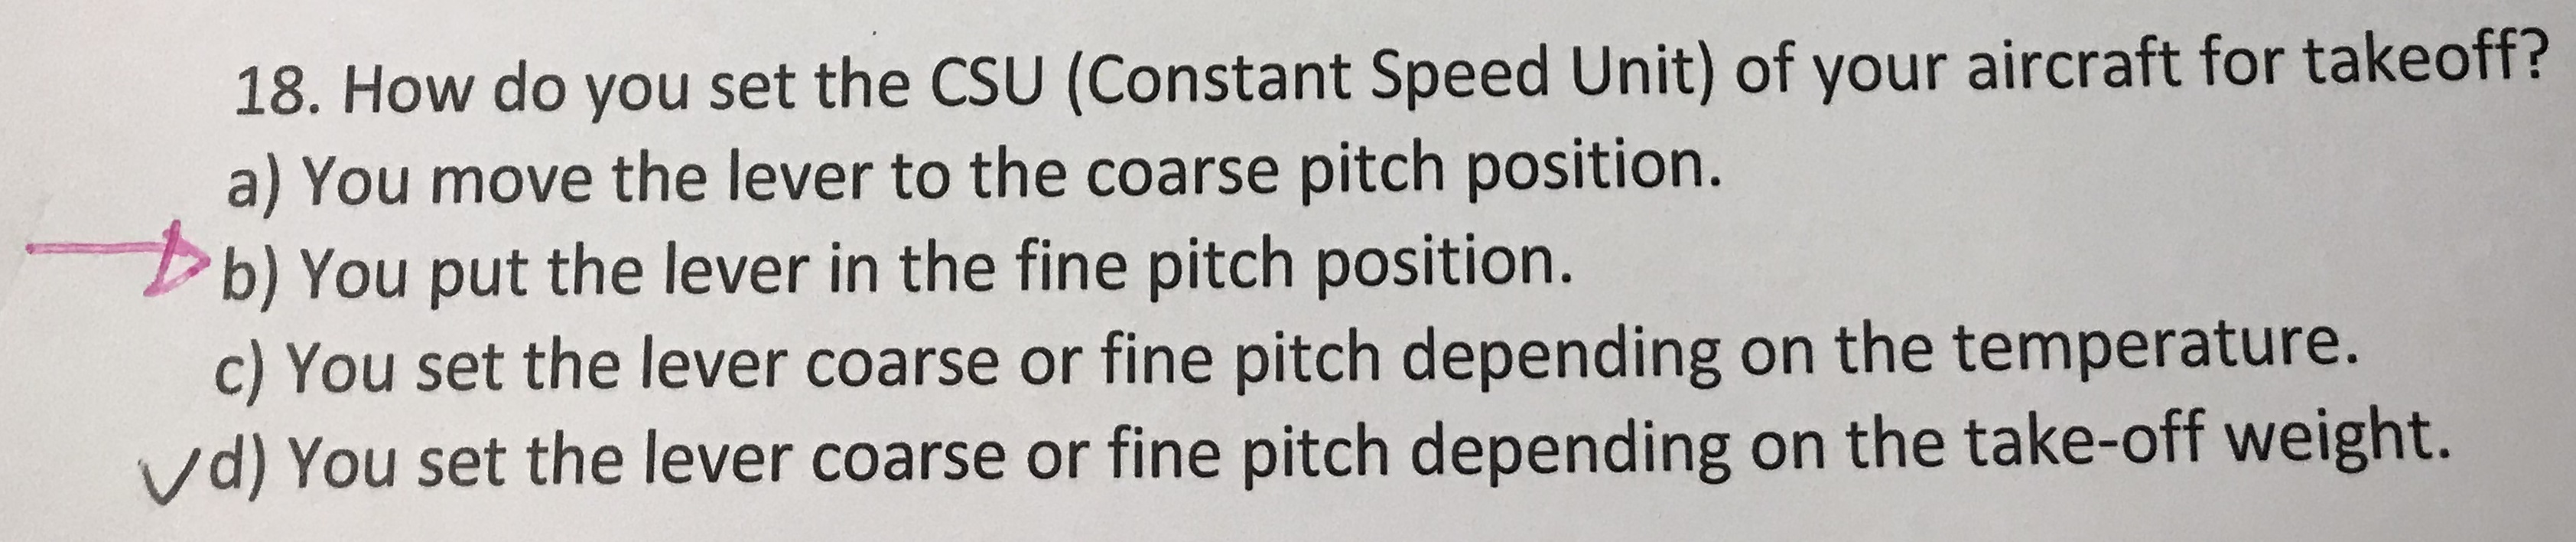 18. How do you set the CSU (Constant Speed Unit) of your aircraft for takeoff?
a) You move the lever to the coarse pitch position.
b) You put the lever in the fine pitch position.
c) You set the lever coarse or fine pitch depending on the temperature.
d) You set the lever coarse or fine pitch depending on the take-off weight.